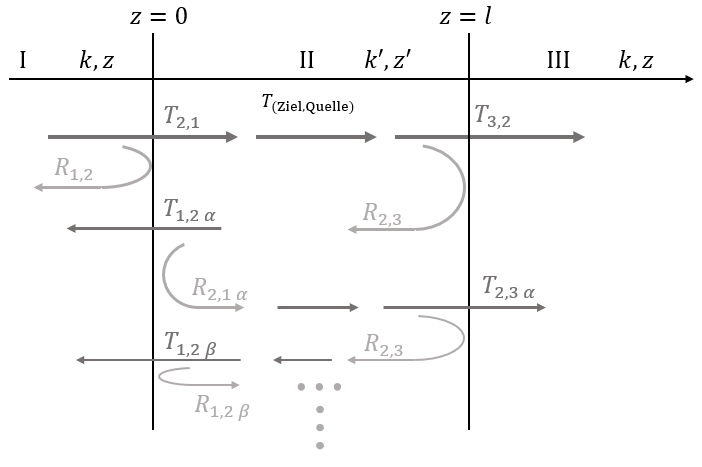 z = 0
z = l
I
k, z
II
k′, z′
III
k, z
T(Ziel,Quelle)
T2,1
T3,2
R1,2
R2,3
T1,2 α
R2,1 α
T2,3 α
T1,2 β
R2,3
R1,2 β